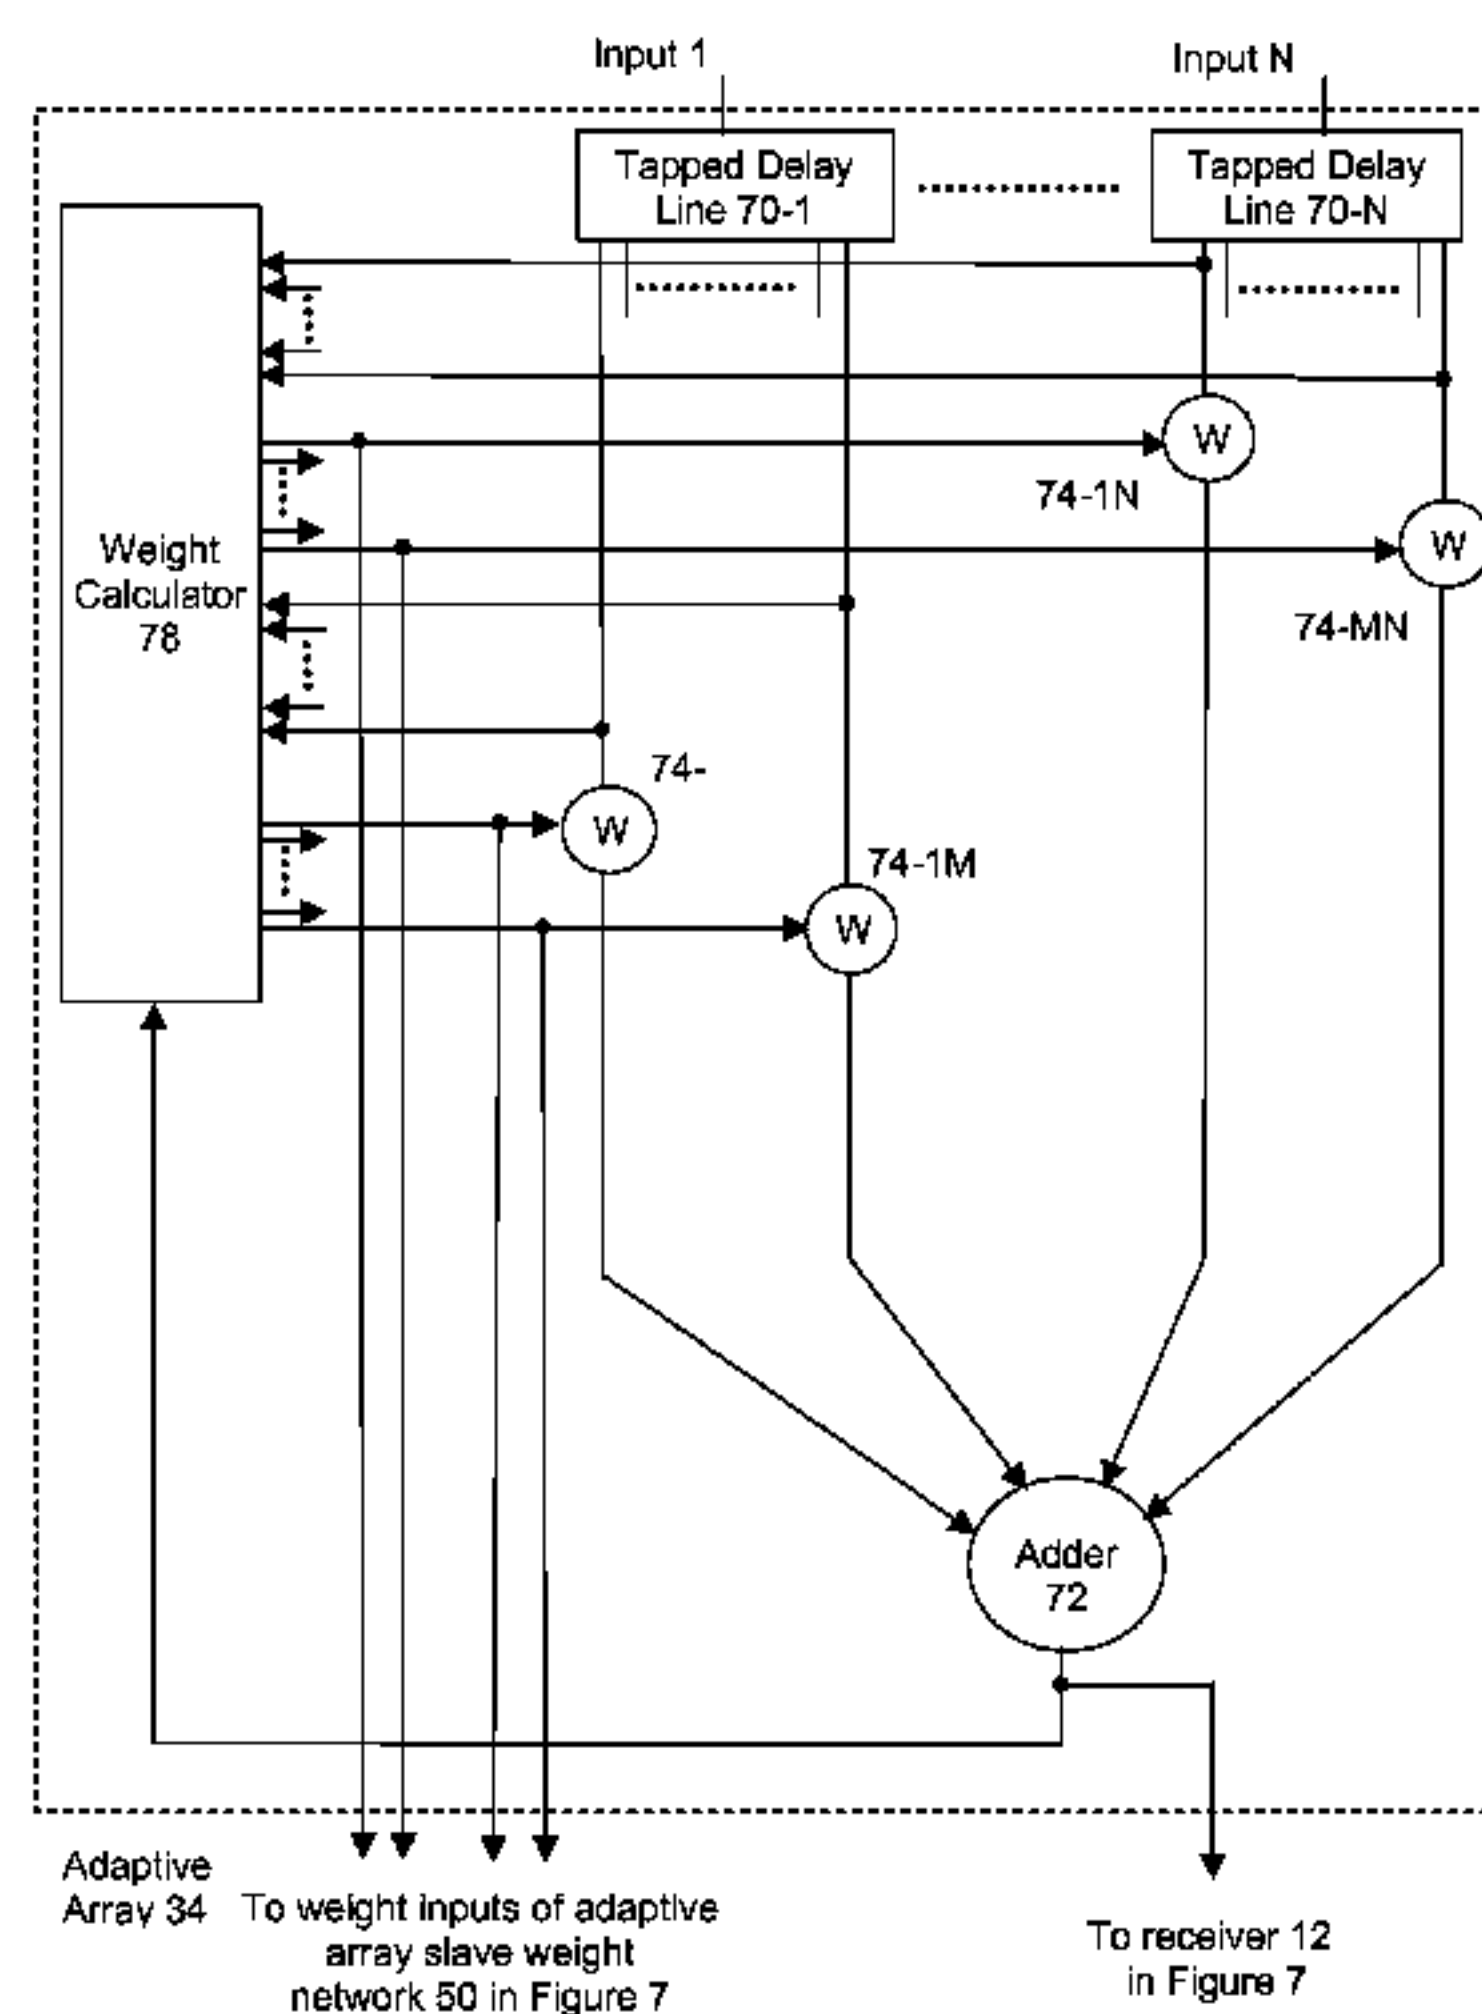 Input 1
Input N
Tapped Delay
Line 70-1
Tapped Delay
Line 70-N
W
74-1N
Weight
Calculator
78
W
74-MN
74-
W
74-1M
W
Adder
72
Adaptive
Array 34
To weight inputs of adaptive
array slave weight
network 50 in Figure 7
To receiver 12
in Figure 7